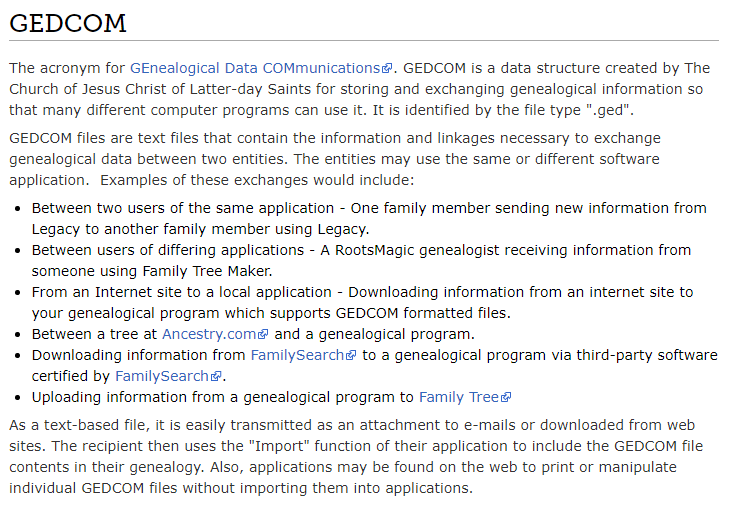 GEDCOM
The acronym for GEnealogical Data COMmunications. GEDCOM is a data structure created by The
Church of Jesus Christ of Latter-day Saints for storing and exchanging genealogical information so
that many different computer programs can use it. It is identified by the file type ".ged".
GEDCOM files are text files that contain the information and linkages necessary to exchange
genealogical data between two entities. The entities may use the same or different software
application.  Examples of these exchanges would include:
• Between two users of the same application - One family member sending new information from
Legacy to another family member using Legacy.
• Between users of differing applications - A RootsMagic genealogist receiving information from
someone using Family Tree Maker.
• From an Internet site to a local application - Downloading information from an internet site to
your genealogical program which supports GEDCOM formatted files.
• Between a tree at Ancestry.com and a genealogical program.
• Downloading information from FamilySearch to a genealogical program via third-party software
certified by FamilySearch.
• Uploading information from a genealogical program to Family Tree
As a text-based file, it is easily transmitted as an attachment to e-mails or downloaded from web
sites. The recipient then uses the "Import" function of their application to include the GEDCOM file
contents in their genealogy. Also, applications may be found on the web to print or manipulate
individual GEDCOM files without importing them into applications.